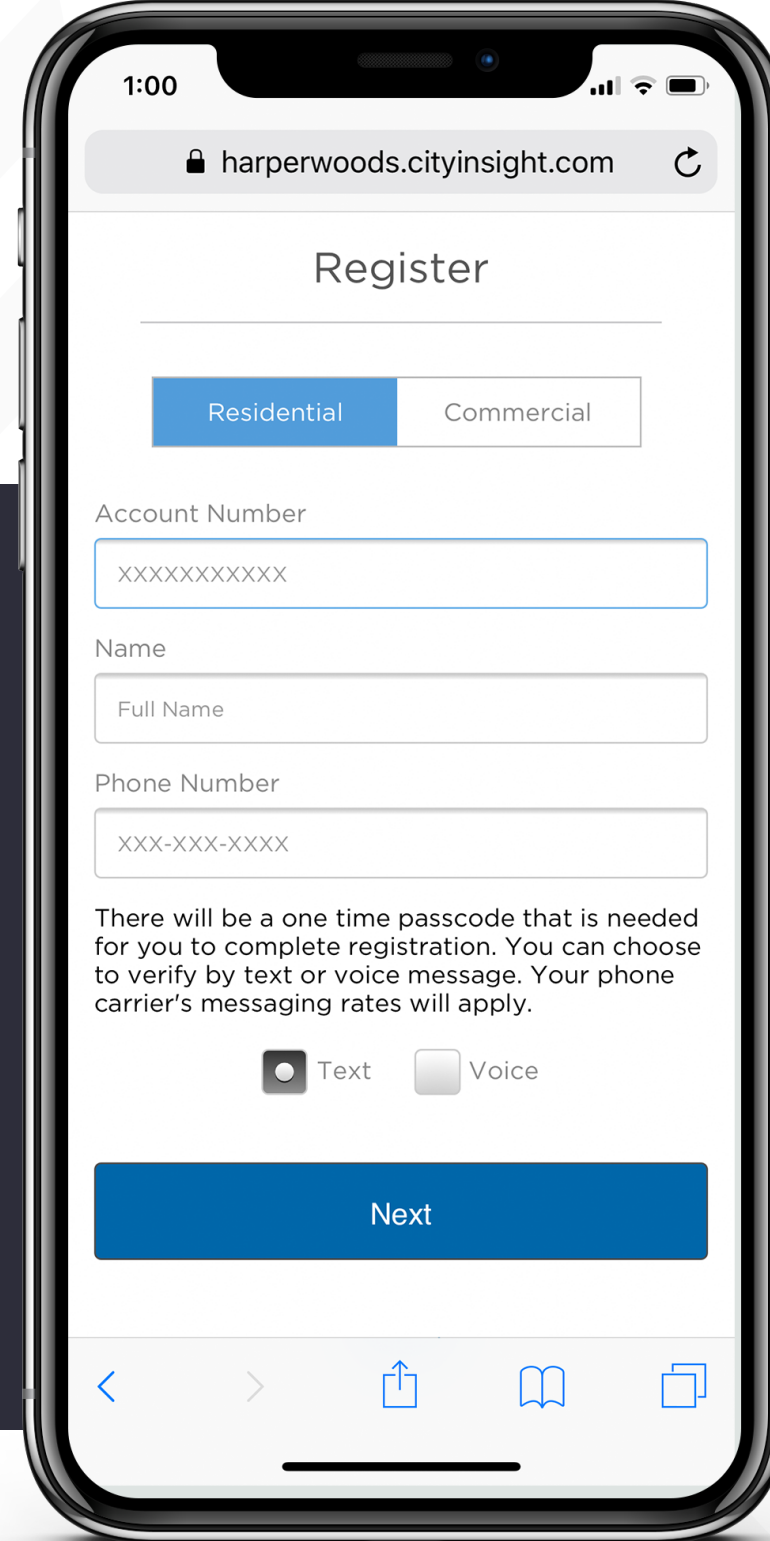 1:00
harperwoods.cityinsight.com
Register
Residential Commercial
Account Number
XXXXXXXXXXX
Name
Full Name
Phone Number
XXX-XXX-XXXX
There will be a one time passcode that is needed
for you to complete registration. You can choose
to verify by text or voice message. Your phone
carrier's messaging rates will apply.
Text Voice
Next